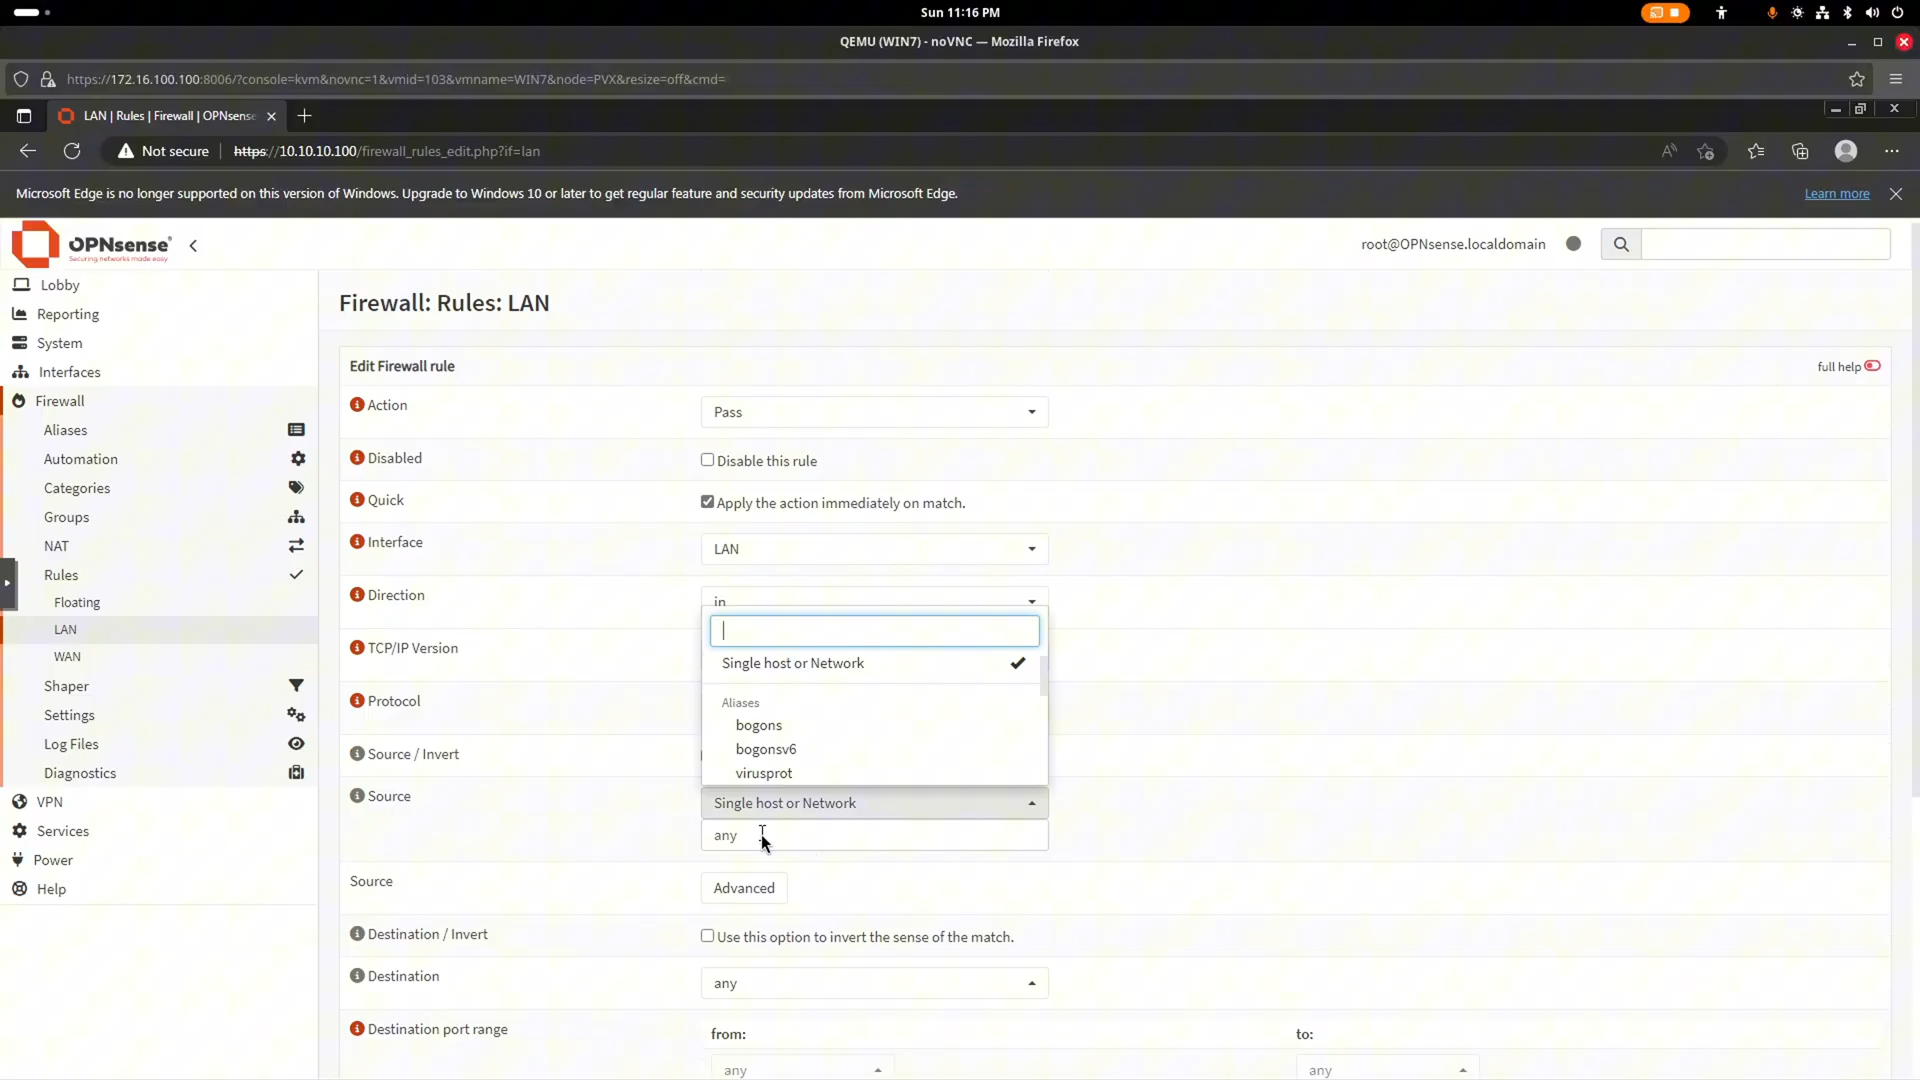 Sun 11:16 PM
QEMU (WIN7) - noVNC — Mozilla Firefox
https://172.16.100.100:8006/?console=kvm&novnc=1&vmid=103&vmname=WIN7&node=PVX&resize=off&cmd=
LAN | Rules | Firewall | OPNsense
Not secure https://10.10.10.100/firewall_rules_edit.php?if=lan
Microsoft Edge is no longer supported on this version of Windows. Upgrade to Windows 10 or later to get regular feature and security updates from Microsoft Edge.
Learn more
OPNsense
Securing networks made easy
root@OPNsense.localdomain
Lobby
Reporting
System
Interfaces
Firewall
Aliases
Automation
Categories
Groups
NAT
Rules
Floating
LAN
WAN
Shaper
Settings
Log Files
Diagnostics
VPN
Services
Power
Help
Firewall: Rules: LAN
Edit Firewall rule
full help
Action
Pass
Disabled
Disable this rule
Quick
Apply the action immediately on match.
Interface
LAN
Direction
in
TCP/IP Version
Single host or Network
Aliases
bogons
bogonsv6
virusprot
Protocol
Source / Invert
Source
Single host or Network
any
Source
Advanced
Destination / Invert
Use this option to invert the sense of the match.
Destination
any
Destination port range
from:
to:
any
any